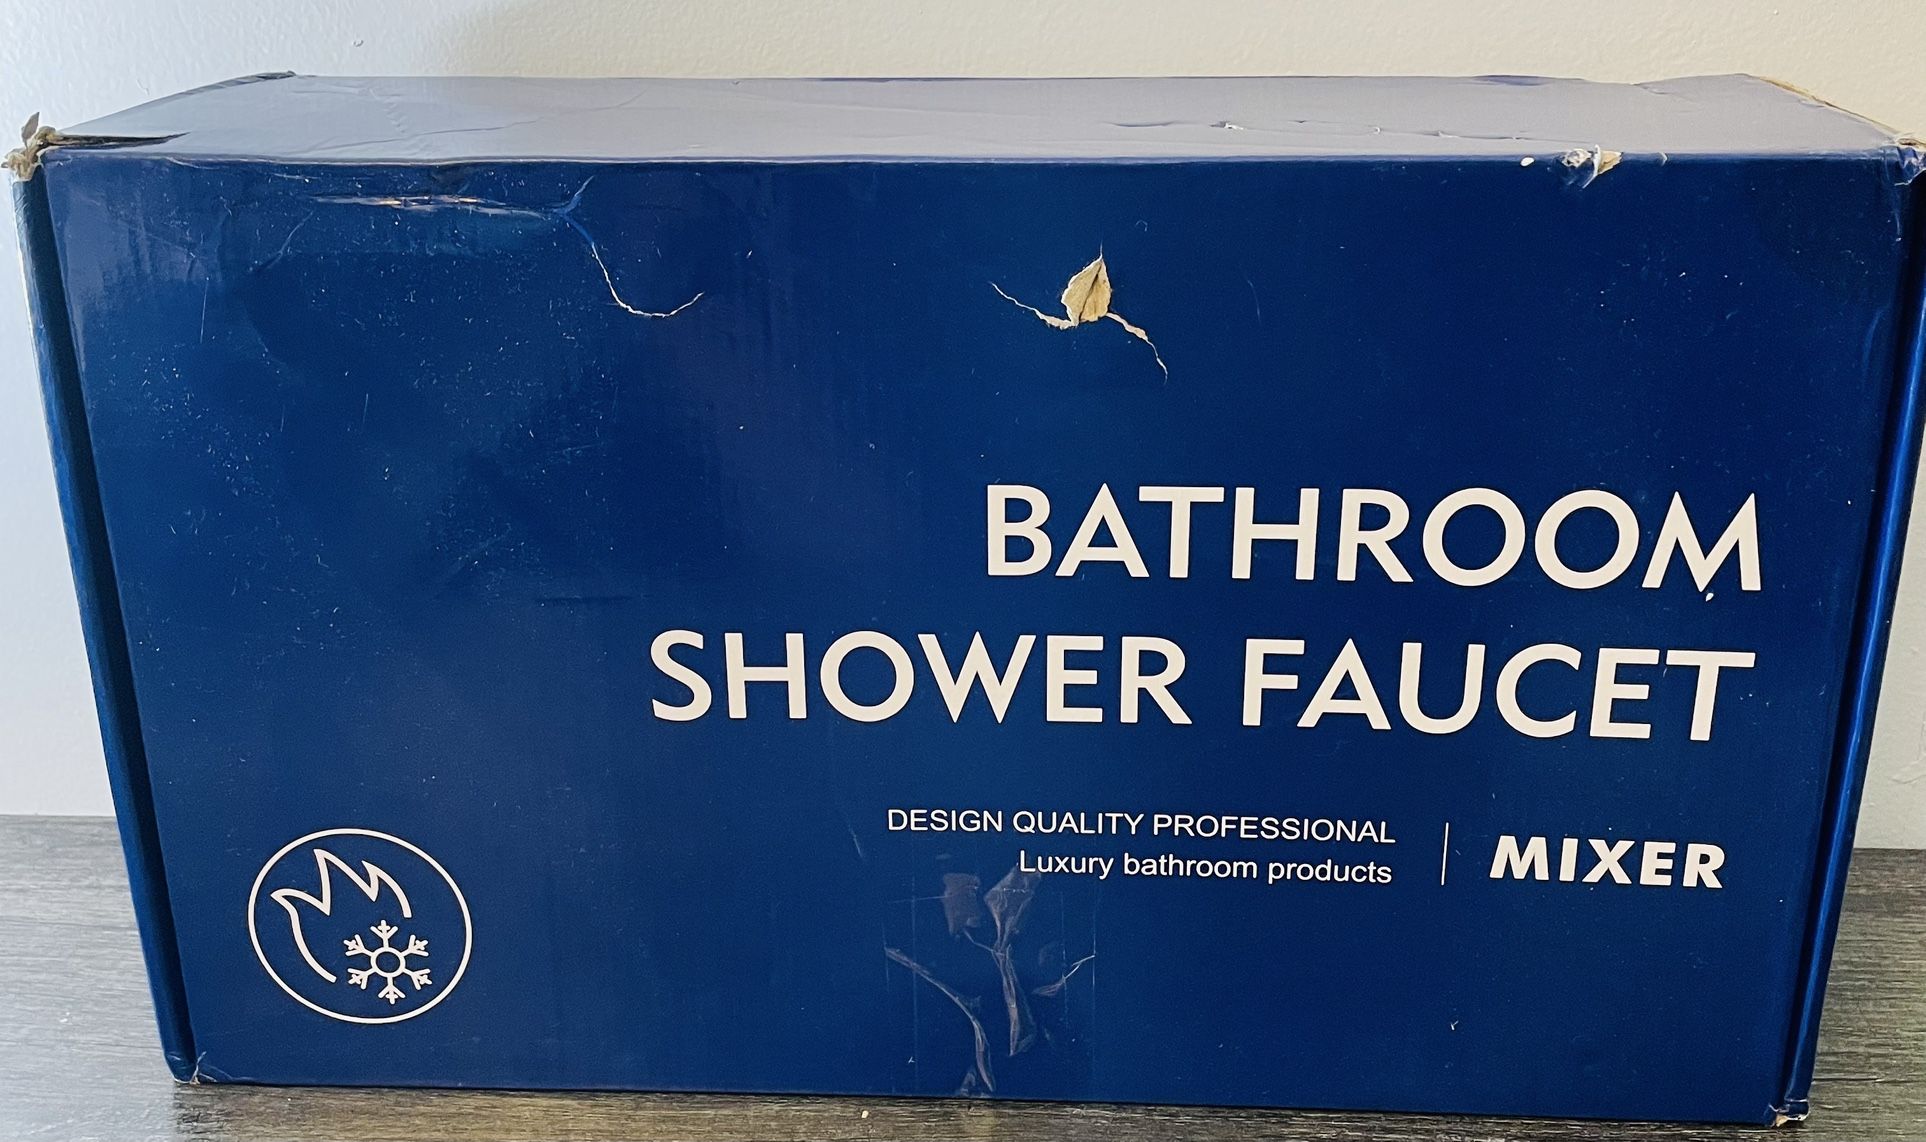 BATHROOM
SHOWER FAUCET
DESIGN QUALITY PROFESSIONAL
Luxury bathroom products
MIXER